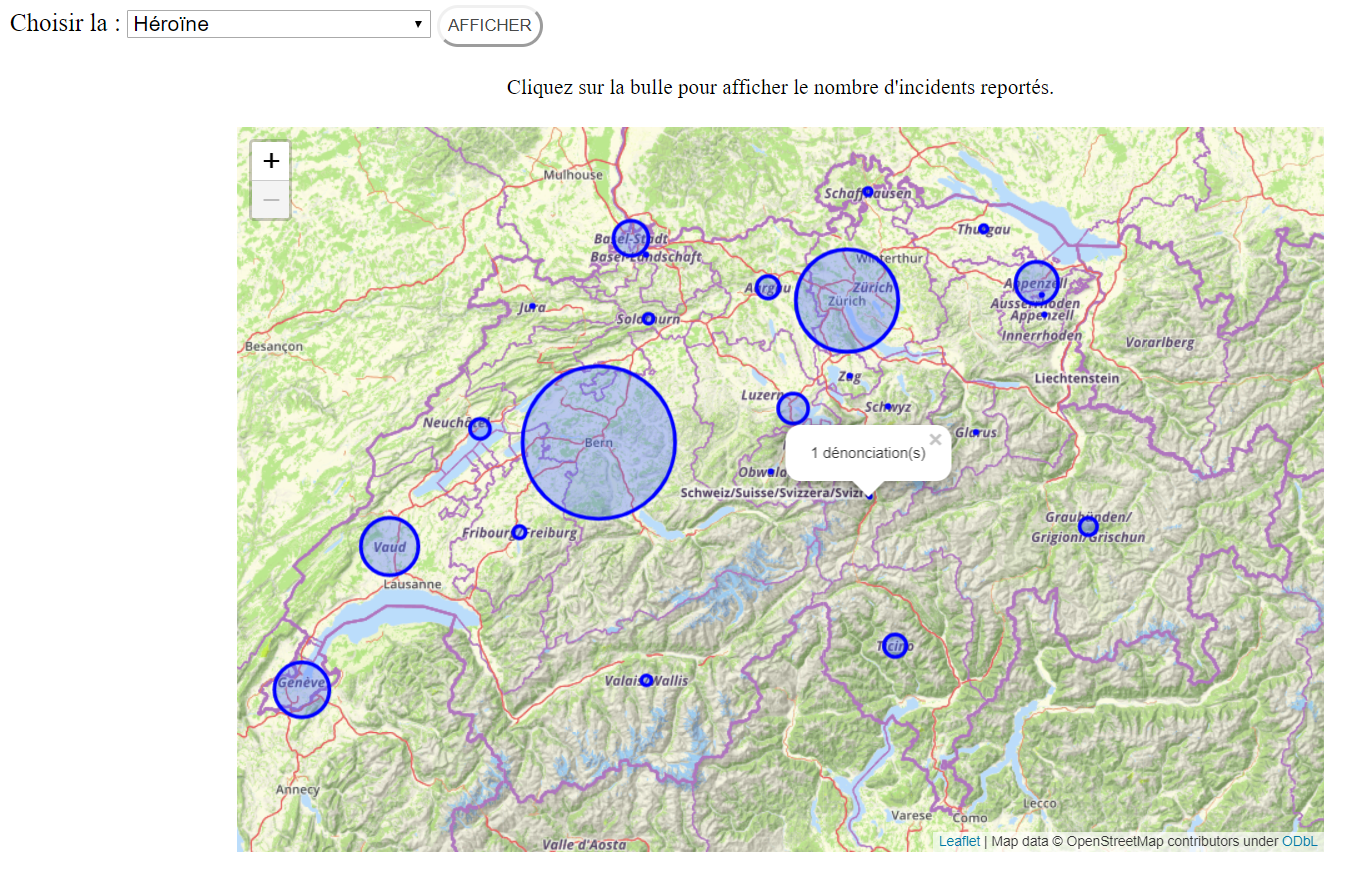 Choisir la : Héroïne AFFICHER
Cliquez sur la bulle pour afficher le nombre d'incidents reportés.
+
−
Mulhouse
Schaffhausen
Thurgau
Basel-Stadt
Basel-Landschaft
Winterthur
Aargau
Zürich
Zürich
Appenzell
Ausserrhoden
Appenzell
Innerrhoden
Jura
Solothurn
Besançon
Vorarlberg
Liechtenstein
Zug
Luzern
Schwyz
Neuchâtel
Glarus
Bern
1 dénonciation(s)
×
Schweiz/Suisse/Svizzera/Svizr
Obwald
Graubünden/
Grigioni/Grischun
Fribourg/Freiburg
Vaud
Lausanne
Ticino
Valais/Wallis
Genève
Annecy
Lecco
Varese
Como
Valle d'Aosta
Leaflet | Map data © OpenStreetMap contributors under ODbL